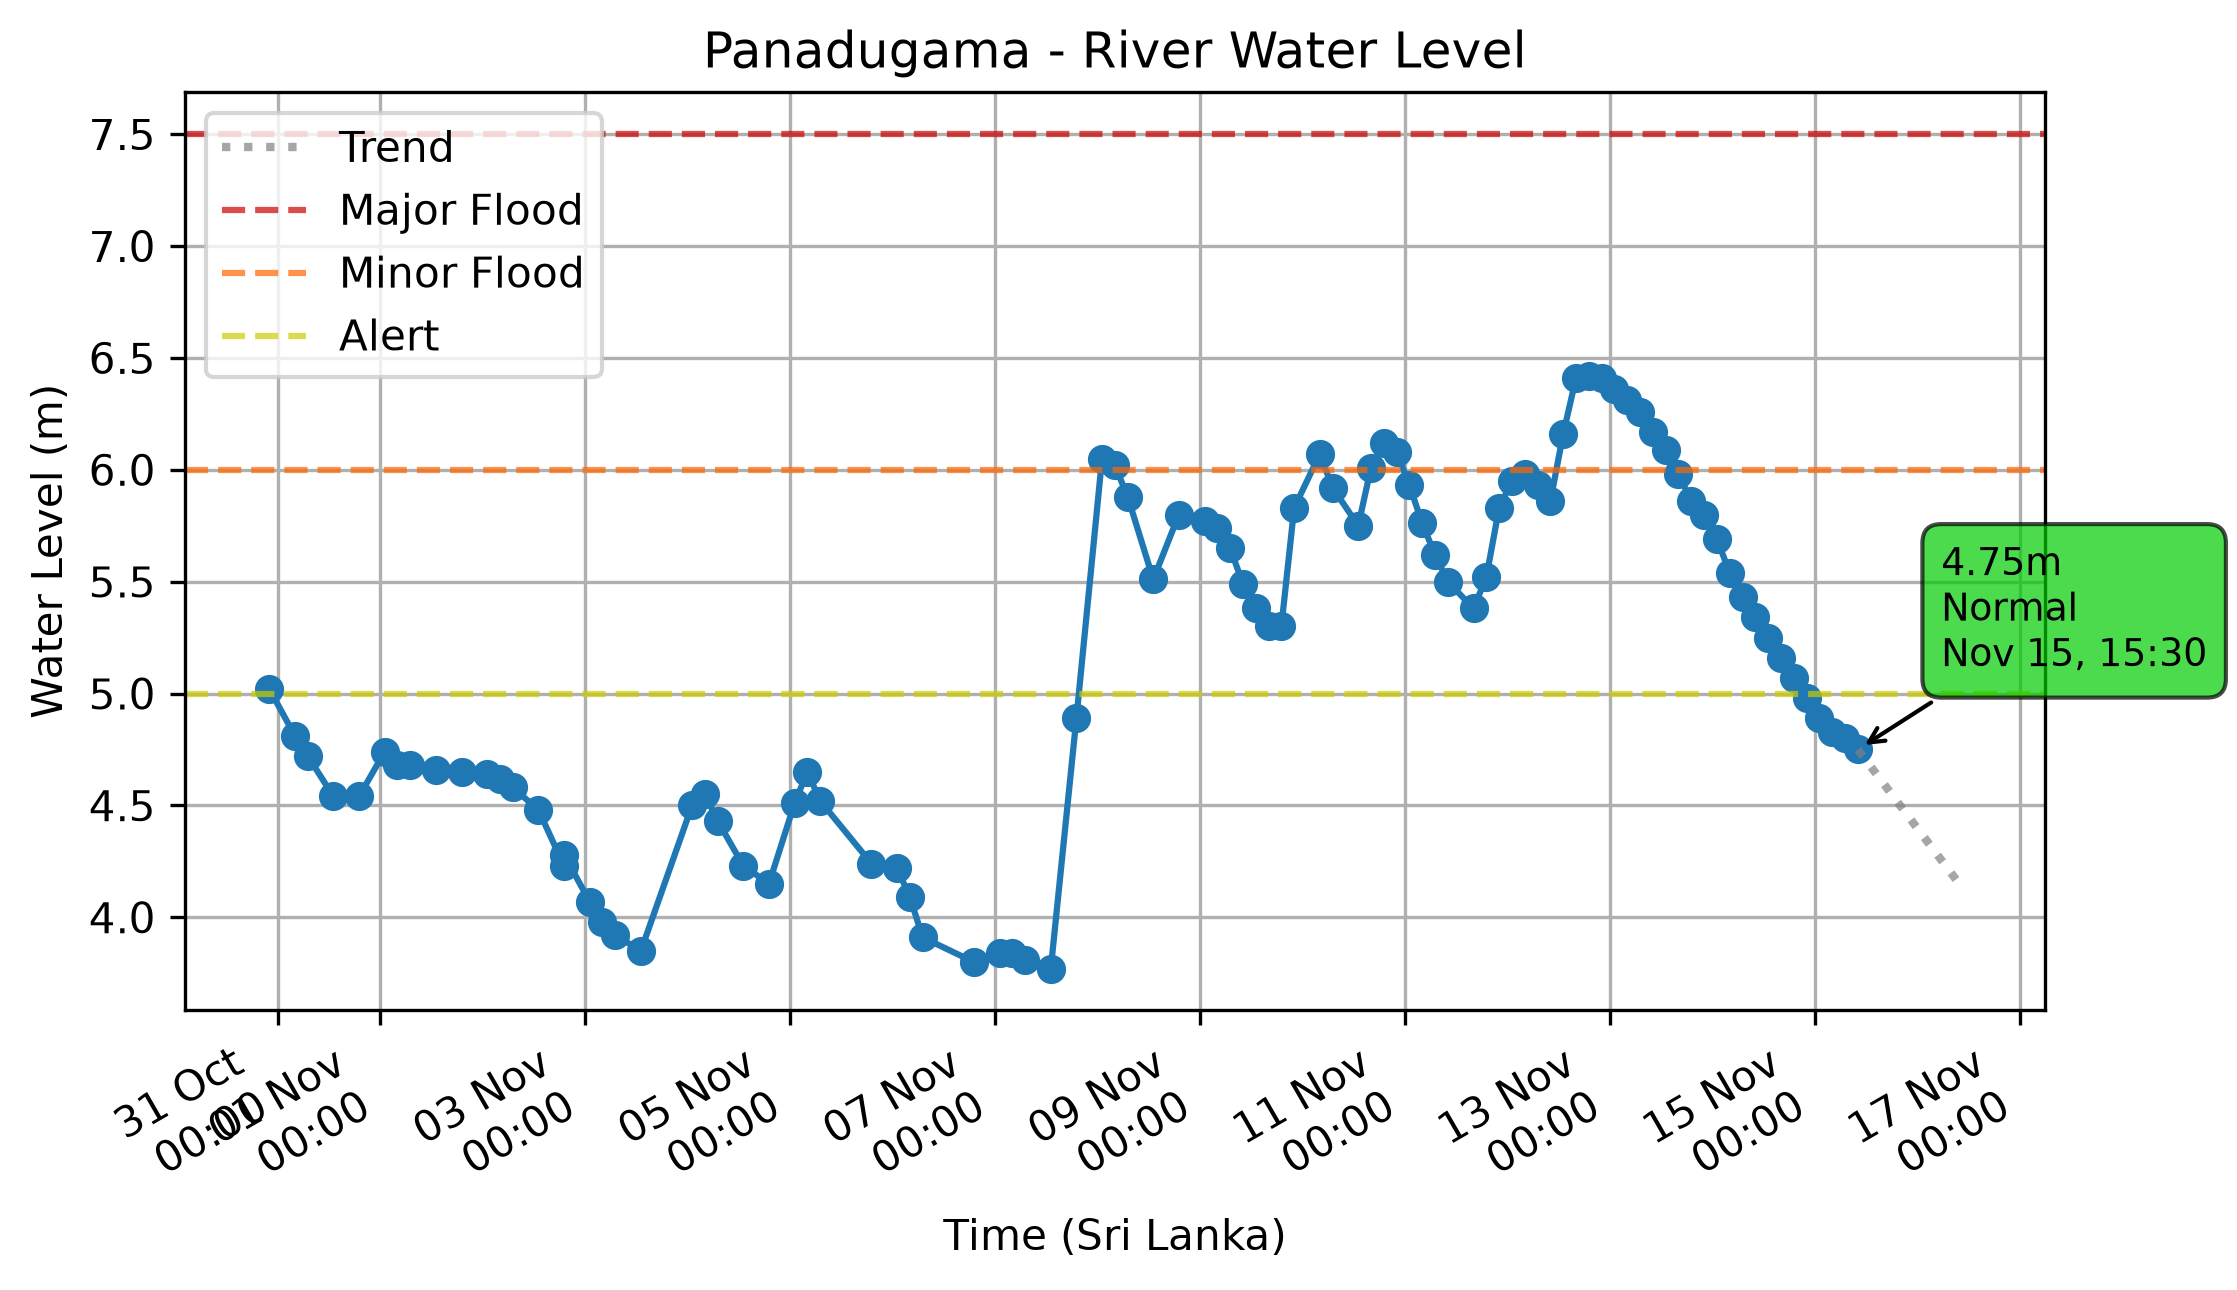 Panadugama - River Water Level
Water Level (m)
7.5
7.0
6.5
6.0
5.5
5.0
4.5
4.0
Trend
Major Flood
Minor Flood
Alert
4.75m
Normal
Nov 15, 15:30
31 Oct
00:00
01 Nov
00:00
03 Nov
00:00
05 Nov
00:00
07 Nov
00:00
09 Nov
00:00
11 Nov
00:00
13 Nov
00:00
15 Nov
00:00
17 Nov
00:00
Time (Sri Lanka)